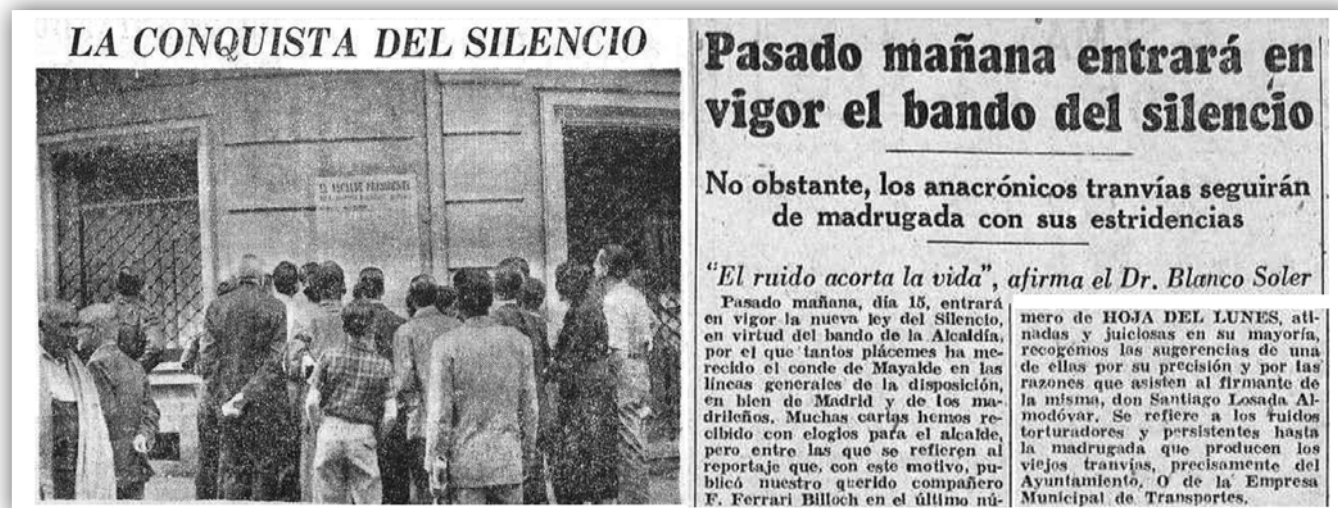 LA CONQUISTA DEL SILENCIO
EL ALCALDE PRESIDENTE
Pasado mañana entrará en
vigor el bando del silencio
No obstante, los anacrónicos tranvías seguirán
de madrugada con sus estridencias
"El ruido acorta la vida", afirma el Dr. Blanco Soler
Pasado mañana, día 15, entrará
en vigor la nueva ley del Silencio,
en virtud del bando de la Alcaldía,
por el que tantos plácemes ha me-
recido el conde de Mayalde en las
líneas generales de la disposición,
en bien de Madrid y de los ma-
drileños. Muchas cartas hemos re-
cibido con elogios para el alcalde,
pero entre las que se refieren al
reportaje que, con este motivo, pu-
blicó nuestro querido compañero
F. Ferrari Billoch en el último nú-
mero de HOJA DEL LUNES, ati-
nadas y juiciosas en su mayoría,
recogemos las sugerencias de una
de ellas por su precisión y por las
razones que asisten al firmante de
la misma, don Santiago Losada Al-
modóvar. Se refiere a los ruidos
torturadores y persistentes hasta
la madrugada que producen los
viejos tranvías, precisamente del
Ayuntamiento, O de la Empresa
Municipal de Transportes.